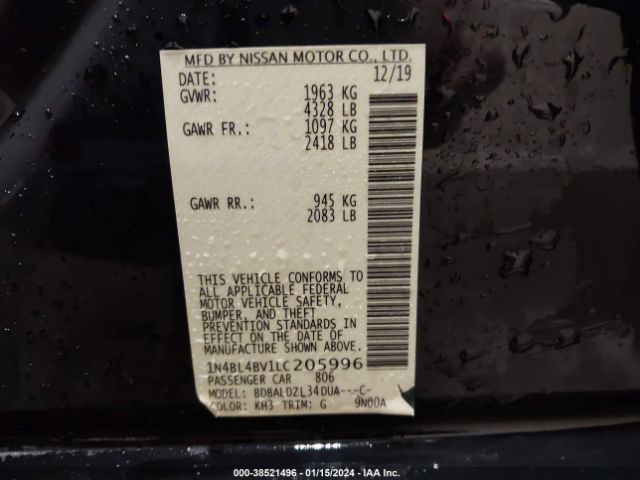 MFD BY NISSAN MOTOR CO., LTD.
DATE: 12/19
GVWR: 1963 KG
4328 LB
GAWR FR.: 1097 KG
2418 LB
GAWR RR.: 945 KG
2083 LB
THIS VEHICLE CONFORMS TO
ALL APPLICABLE FEDERAL
MOTOR VEHICLE SAFETY,
BUMPER, AND THEFT
PREVENTION STANDARDS IN
EFFECT ON THE DATE OF
MANUFACTURE SHOWN ABOVE.
1N4BL4BV1LC205996
PASSENGER CAR 806
MODEL: BDBALDZL34DUA---C-
COLOR: KH3 TRIM: G 9N00A
000-38521496 - 01/15/2024 - IAA Inc.